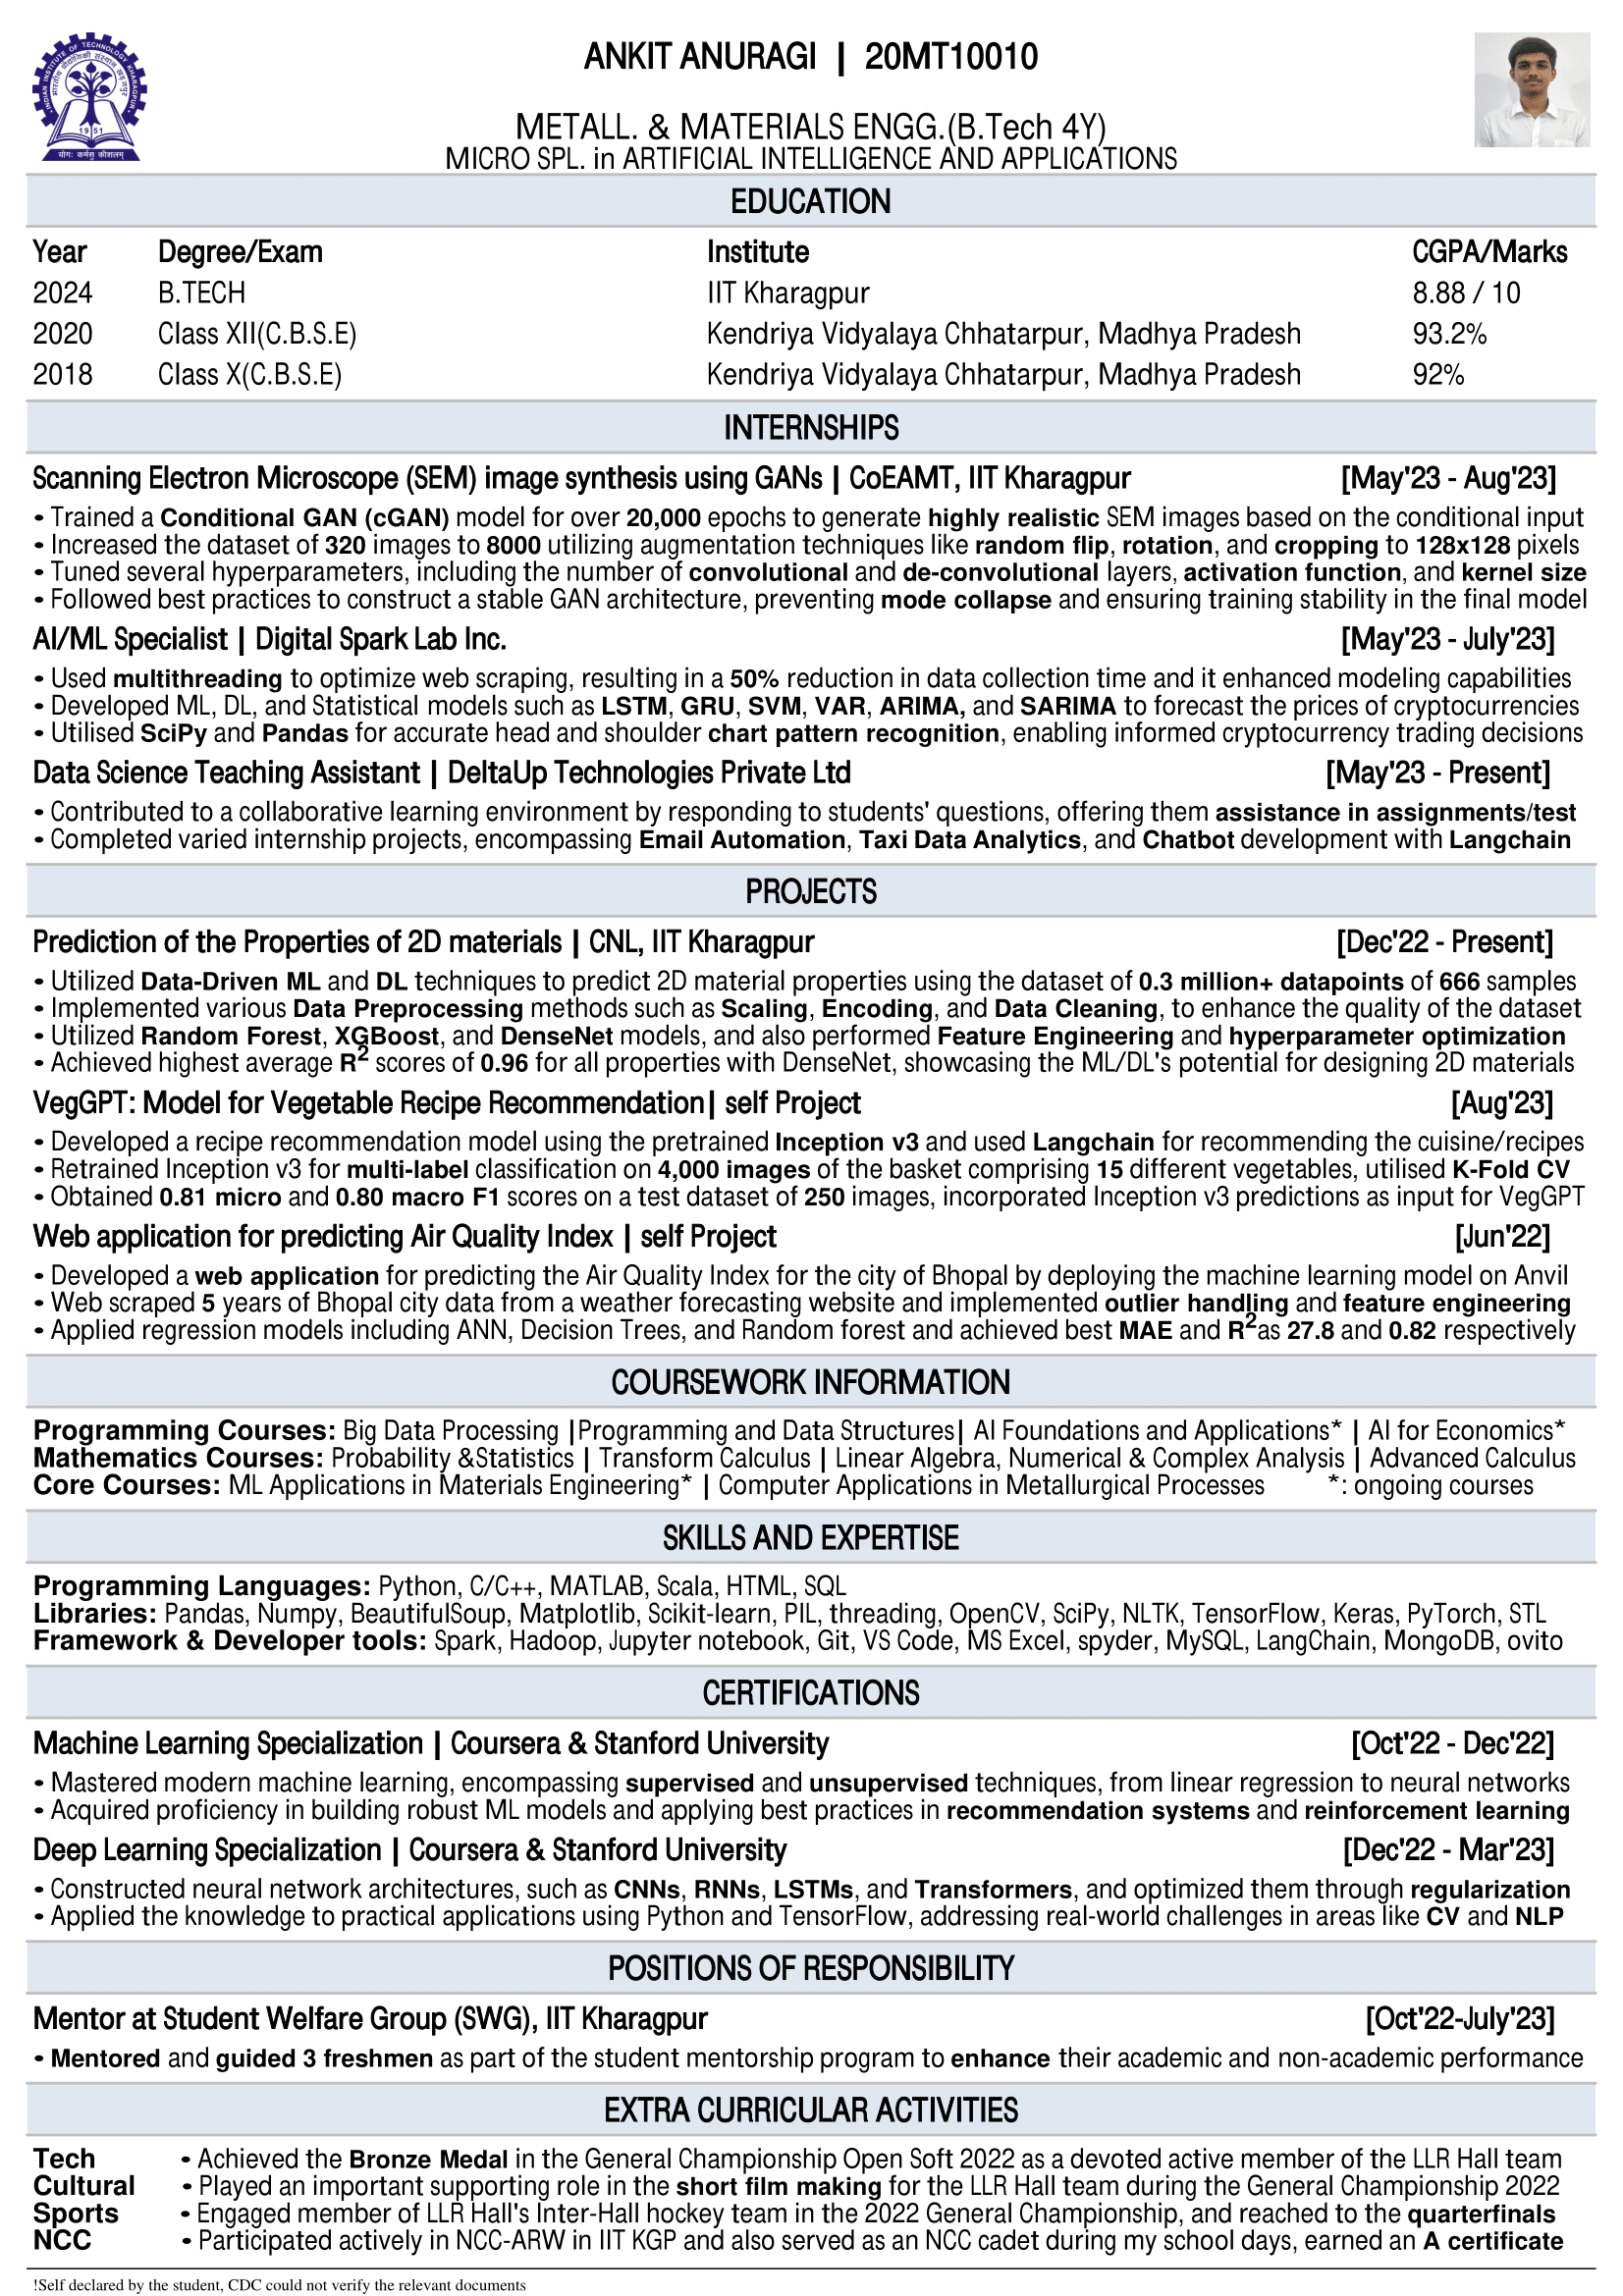 INDIAN INSTITUTE OF TECHNOLOGY KHARAGPUR
भारतीय प्रौद्योगिकी संस्थान खड़गपुर
1951
योगः कर्मसु कौशलम्
ANKIT ANURAGI | 20MT10010
METALL. & MATERIALS ENGG.(B.Tech 4Y)
MICRO SPL. in ARTIFICIAL INTELLIGENCE AND APPLICATIONS
EDUCATION
Year Degree/Exam Institute CGPA/Marks
2024 B.TECH IIT Kharagpur 8.88 / 10
2020 Class XII(C.B.S.E) Kendriya Vidyalaya Chhatarpur, Madhya Pradesh 93.2%
2018 Class X(C.B.S.E) Kendriya Vidyalaya Chhatarpur, Madhya Pradesh 92%
INTERNSHIPS
Scanning Electron Microscope (SEM) image synthesis using GANs | CoEAMT, IIT Kharagpur [May'23 - Aug'23]
• Trained a Conditional GAN (cGAN) model for over 20,000 epochs to generate highly realistic SEM images based on the conditional input
• Increased the dataset of 320 images to 8000 utilizing augmentation techniques like random flip, rotation, and cropping to 128x128 pixels
• Tuned several hyperparameters, including the number of convolutional and de-convolutional layers, activation function, and kernel size
• Followed best practices to construct a stable GAN architecture, preventing mode collapse and ensuring training stability in the final model
AI/ML Specialist | Digital Spark Lab Inc. [May'23 - July'23]
• Used multithreading to optimize web scraping, resulting in a 50% reduction in data collection time and it enhanced modeling capabilities
• Developed ML, DL, and Statistical models such as LSTM, GRU, SVM, VAR, ARIMA, and SARIMA to forecast the prices of cryptocurrencies
• Utilised SciPy and Pandas for accurate head and shoulder chart pattern recognition, enabling informed cryptocurrency trading decisions
Data Science Teaching Assistant | DeltaUp Technologies Private Ltd [May'23 - Present]
• Contributed to a collaborative learning environment by responding to students' questions, offering them assistance in assignments/test
• Completed varied internship projects, encompassing Email Automation, Taxi Data Analytics, and Chatbot development with Langchain
PROJECTS
Prediction of the Properties of 2D materials | CNL, IIT Kharagpur [Dec'22 - Present]
• Utilized Data-Driven ML and DL techniques to predict 2D material properties using the dataset of 0.3 million+ datapoints of 666 samples
• Implemented various Data Preprocessing methods such as Scaling, Encoding, and Data Cleaning, to enhance the quality of the dataset
• Utilized Random Forest, XGBoost, and DenseNet models, and also performed Feature Engineering and hyperparameter optimization
• Achieved highest average R² scores of 0.96 for all properties with DenseNet, showcasing the ML/DL's potential for designing 2D materials
VegGPT: Model for Vegetable Recipe Recommendation| self Project [Aug'23]
• Developed a recipe recommendation model using the pretrained Inception v3 and used Langchain for recommending the cuisine/recipes
• Retrained Inception v3 for multi-label classification on 4,000 images of the basket comprising 15 different vegetables, utilised K-Fold CV
• Obtained 0.81 micro and 0.80 macro F1 scores on a test dataset of 250 images, incorporated Inception v3 predictions as input for VegGPT
Web application for predicting Air Quality Index | self Project [Jun'22]
• Developed a web application for predicting the Air Quality Index for the city of Bhopal by deploying the machine learning model on Anvil
• Web scraped 5 years of Bhopal city data from a weather forecasting website and implemented outlier handling and feature engineering
• Applied regression models including ANN, Decision Trees, and Random forest and achieved best MAE and R²as 27.8 and 0.82 respectively
COURSEWORK INFORMATION
Programming Courses: Big Data Processing |Programming and Data Structures| AI Foundations and Applications* | AI for Economics*
Mathematics Courses: Probability &Statistics | Transform Calculus | Linear Algebra, Numerical & Complex Analysis | Advanced Calculus
Core Courses: ML Applications in Materials Engineering* | Computer Applications in Metallurgical Processes *: ongoing courses
SKILLS AND EXPERTISE
Programming Languages: Python, C/C++, MATLAB, Scala, HTML, SQL
Libraries: Pandas, Numpy, BeautifulSoup, Matplotlib, Scikit-learn, PIL, threading, OpenCV, SciPy, NLTK, TensorFlow, Keras, PyTorch, STL
Framework & Developer tools: Spark, Hadoop, Jupyter notebook, Git, VS Code, MS Excel, spyder, MySQL, LangChain, MongoDB, ovito
CERTIFICATIONS
Machine Learning Specialization | Coursera & Stanford University [Oct'22 - Dec'22]
• Mastered modern machine learning, encompassing supervised and unsupervised techniques, from linear regression to neural networks
• Acquired proficiency in building robust ML models and applying best practices in recommendation systems and reinforcement learning
Deep Learning Specialization | Coursera & Stanford University [Dec'22 - Mar'23]
• Constructed neural network architectures, such as CNNs, RNNs, LSTMs, and Transformers, and optimized them through regularization
• Applied the knowledge to practical applications using Python and TensorFlow, addressing real-world challenges in areas like CV and NLP
POSITIONS OF RESPONSIBILITY
Mentor at Student Welfare Group (SWG), IIT Kharagpur [Oct'22-July'23]
• Mentored and guided 3 freshmen as part of the student mentorship program to enhance their academic and non-academic performance
EXTRA CURRICULAR ACTIVITIES
Tech • Achieved the Bronze Medal in the General Championship Open Soft 2022 as a devoted active member of the LLR Hall team
Cultural • Played an important supporting role in the short film making for the LLR Hall team during the General Championship 2022
Sports • Engaged member of LLR Hall's Inter-Hall hockey team in the 2022 General Championship, and reached to the quarterfinals
NCC • Participated actively in NCC-ARW in IIT KGP and also served as an NCC cadet during my school days, earned an A certificate
!Self declared by the student, CDC could not verify the relevant documents